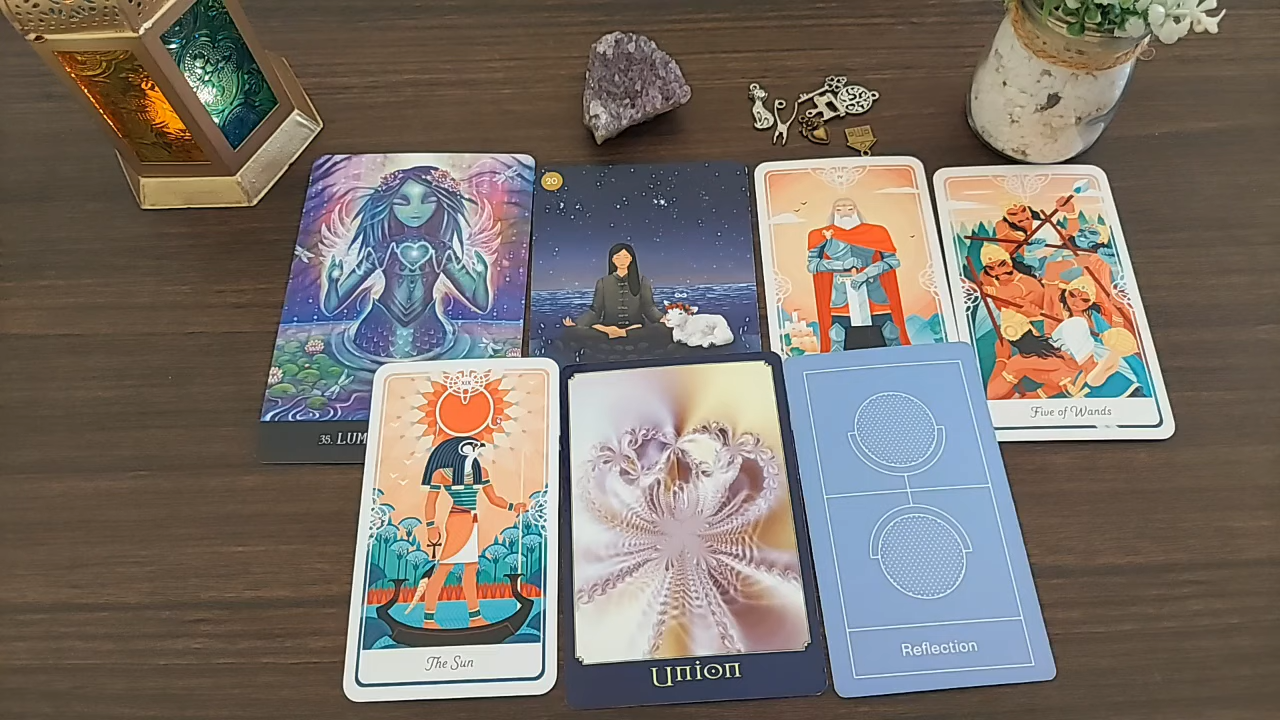 20
35. LUM
Five of Wands
XIX
The Sun
Union
Reflection